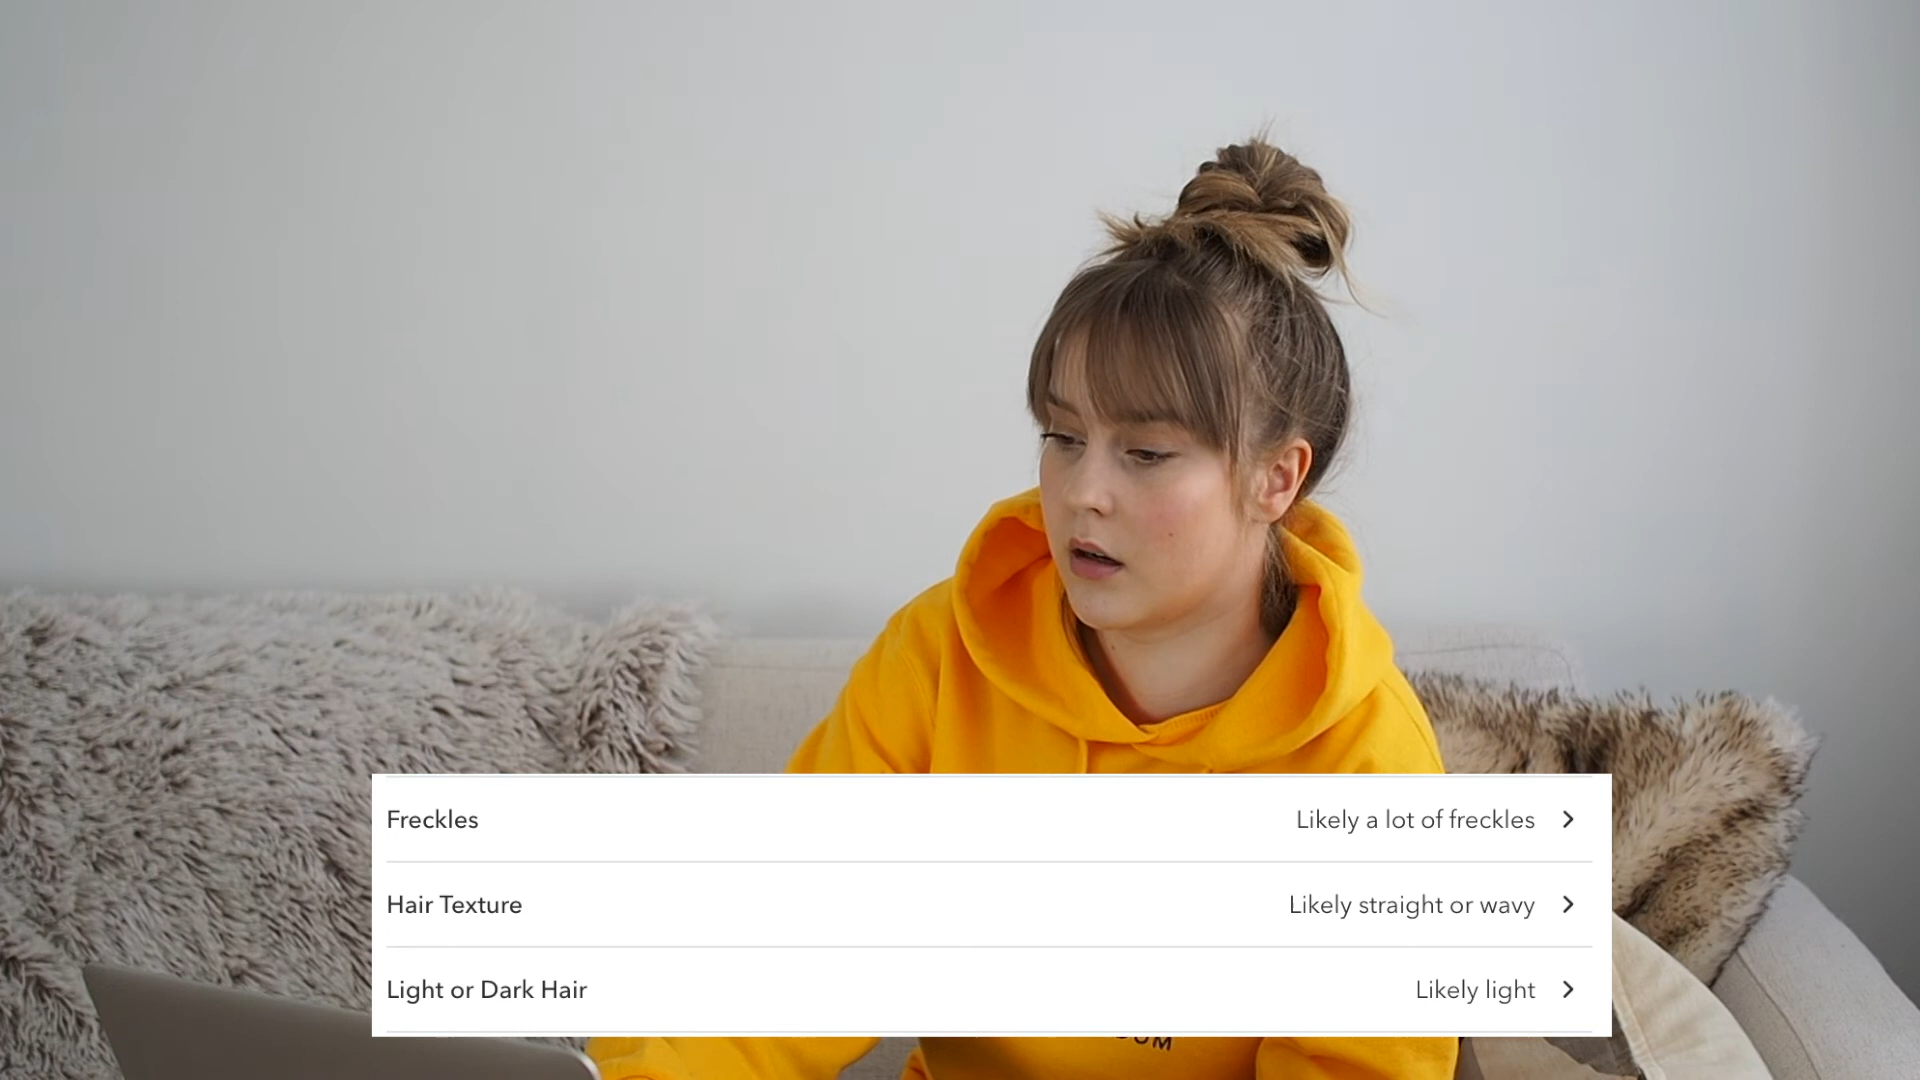 Freckles Likely a lot of freckles
Hair Texture Likely straight or wavy
Light or Dark Hair Likely light